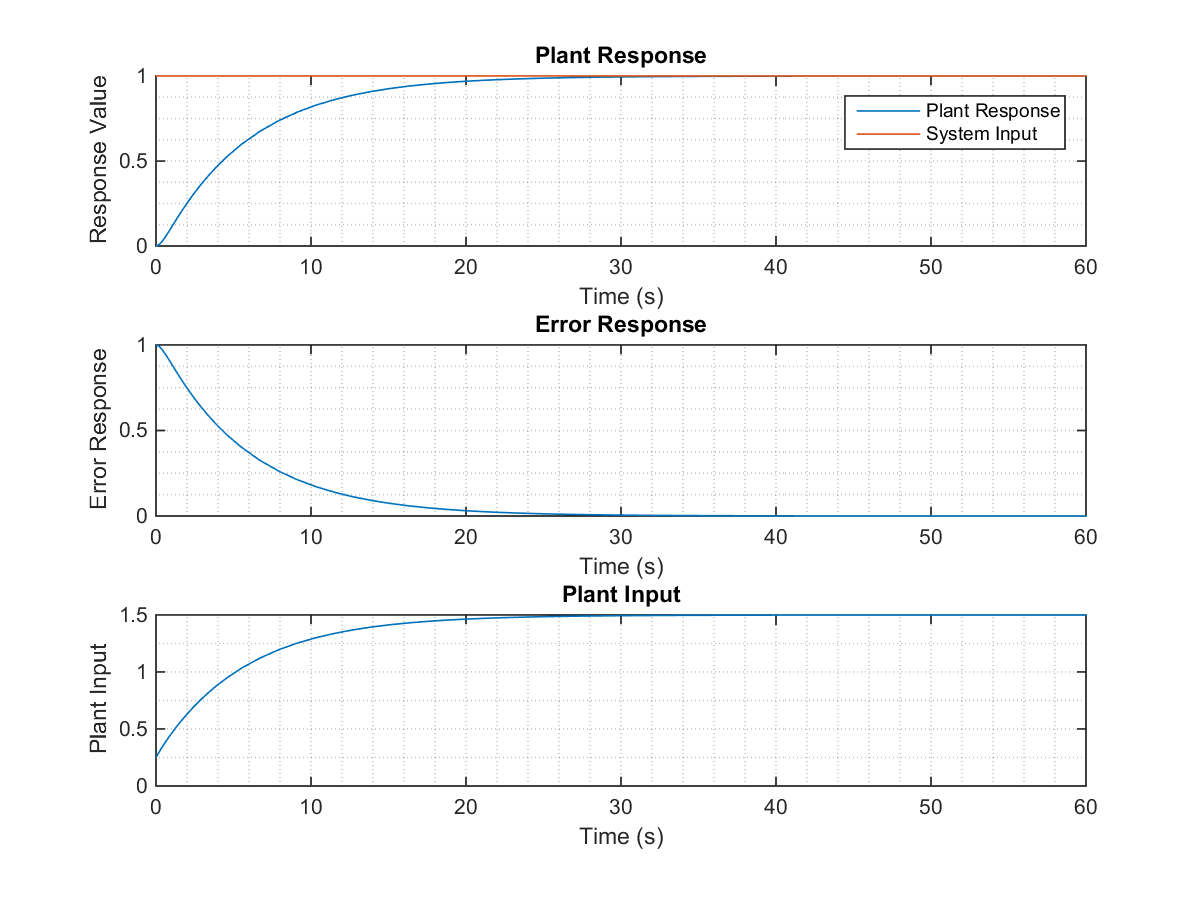 Plant Response
Response Value
1
0.5
0
Plant Response
System Input
0 10 20 30 40 50 60
Time (s)
Error Response
Error Response
1
0.5
0
0 10 20 30 40 50 60
Time (s)
Plant Input
Plant Input
1.5
1
0.5
0
0 10 20 30 40 50 60
Time (s)